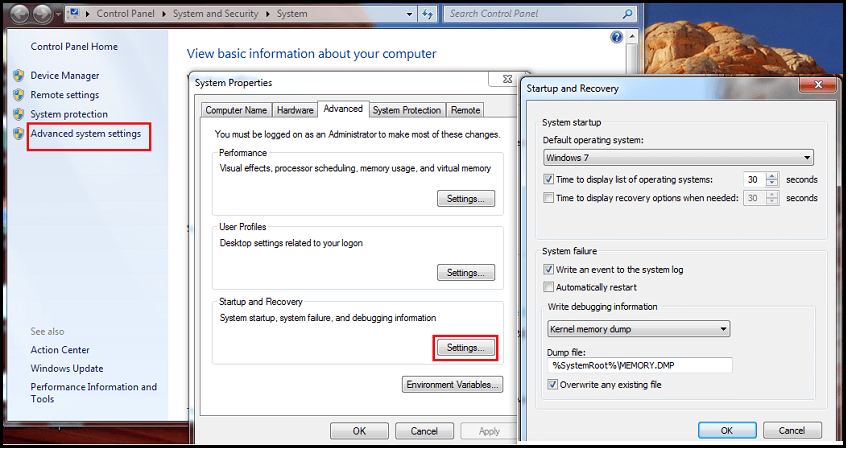 Control Panel ▸ System and Security ▸ System
Search Control Panel
Control Panel Home
Device Manager
Remote settings
System protection
Advanced system settings
See also
Action Center
Windows Update
Performance Information and
Tools
View basic information about your computer
System Properties
Computer Name Hardware Advanced System Protection Remote
You must be logged on as an Administrator to make most of these changes.
Performance
Visual effects, processor scheduling, memory usage, and virtual memory
Settings...
User Profiles
Desktop settings related to your logon
Settings...
Startup and Recovery
System startup, system failure, and debugging information
Settings...
Environment Variables...
OK Cancel Apply
Startup and Recovery
System startup
Default operating system:
Windows 7
Time to display list of operating systems: 30 seconds
Time to display recovery options when needed: 30 seconds
System failure
Write an event to the system log
Automatically restart
Write debugging information
Kernel memory dump
Dump file:
%SystemRoot%\MEMORY.DMP
Overwrite any existing file
OK Cancel